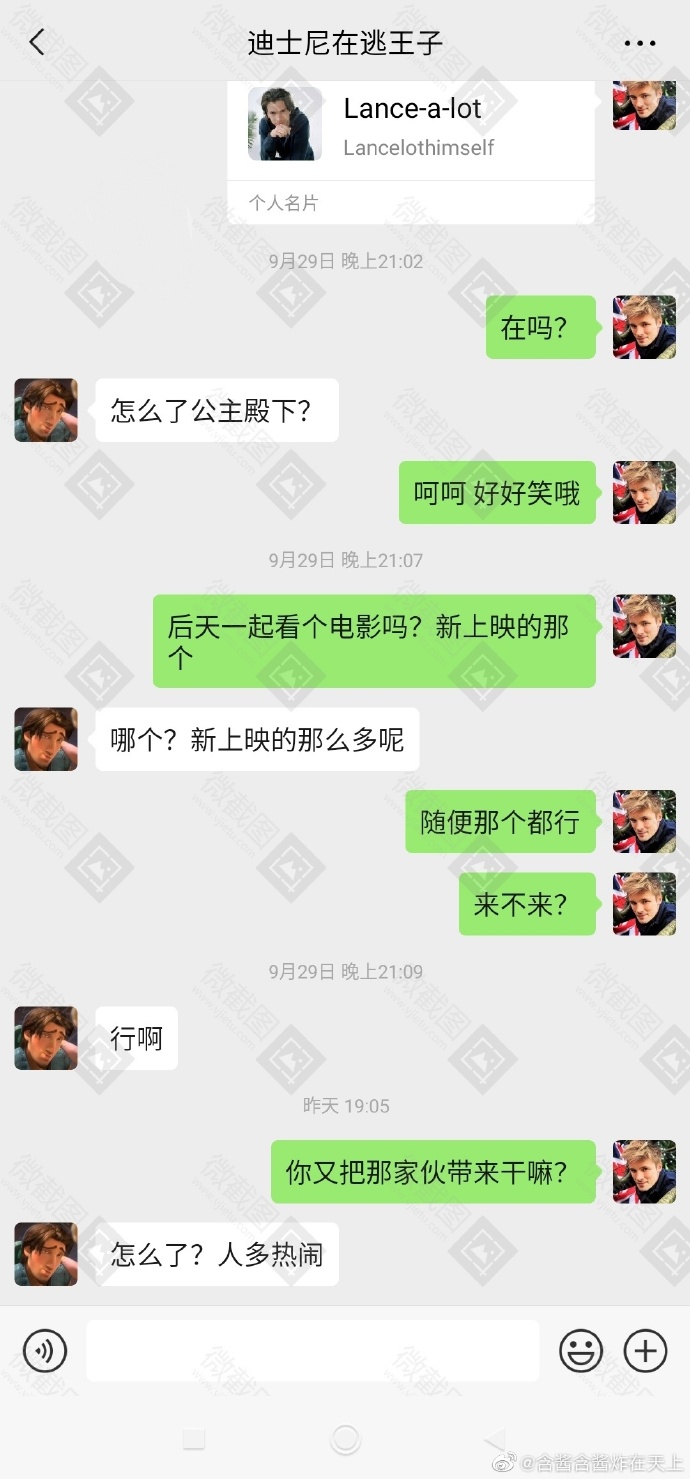 迪士尼在逃王子
Lance-a-lot
Lancelothimself
个人名片
9月29日 晚上21:02
在吗？
怎么了公主殿下？
呵呵 好好笑哦
9月29日 晚上21:07
后天一起看个电影吗？新上映的那
个
哪个？新上映的那么多呢
随便那个都行
来不来？
9月29日 晚上21:09
行啊
昨天 19:05
你又把那家伙带来干嘛？
怎么了？人多热闹
@含酱含酱炸在天上
微截图